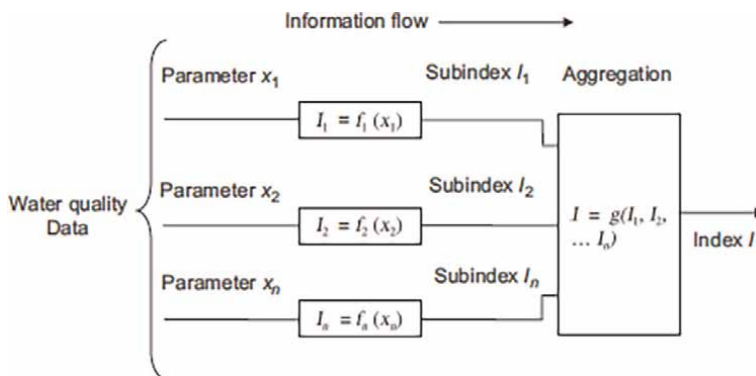 Information flow
Parameter x1
Subindex I1
Aggregation
I1 = f1 (x1)
Parameter x2
Subindex I2
Water quality
Data
I2 = f2 (x2)
I = g(I1, I2,
... In)
Index I
Parameter xn
Subindex In
In = fn (xn)